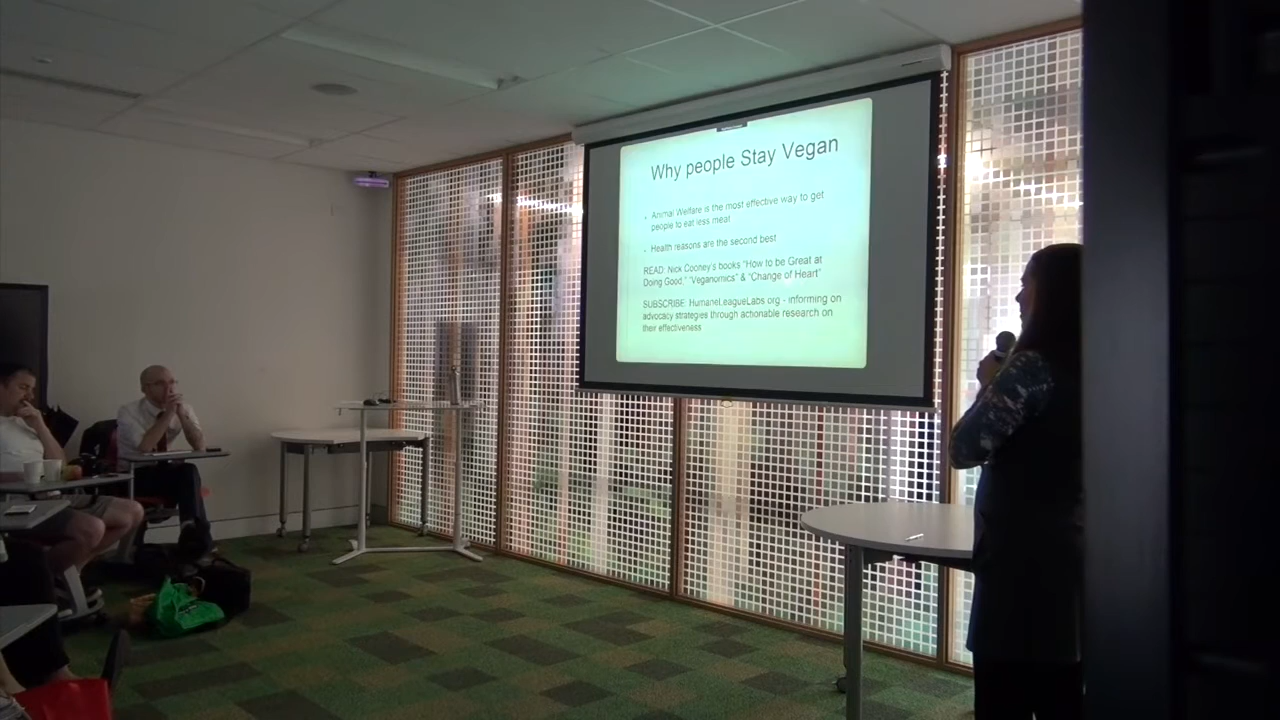 Why people Stay Vegan
Animal Welfare is the most effective way to get
people to eat less meat
Health reasons are the second best
READ: Nick Cooney's books "How to be Great at
Doing Good," "Veganomics" & "Change of Heart"
SUBSCRIBE: HumaneLeagueLabs.org - informing on
advocacy strategies through actionable research on
their effectiveness